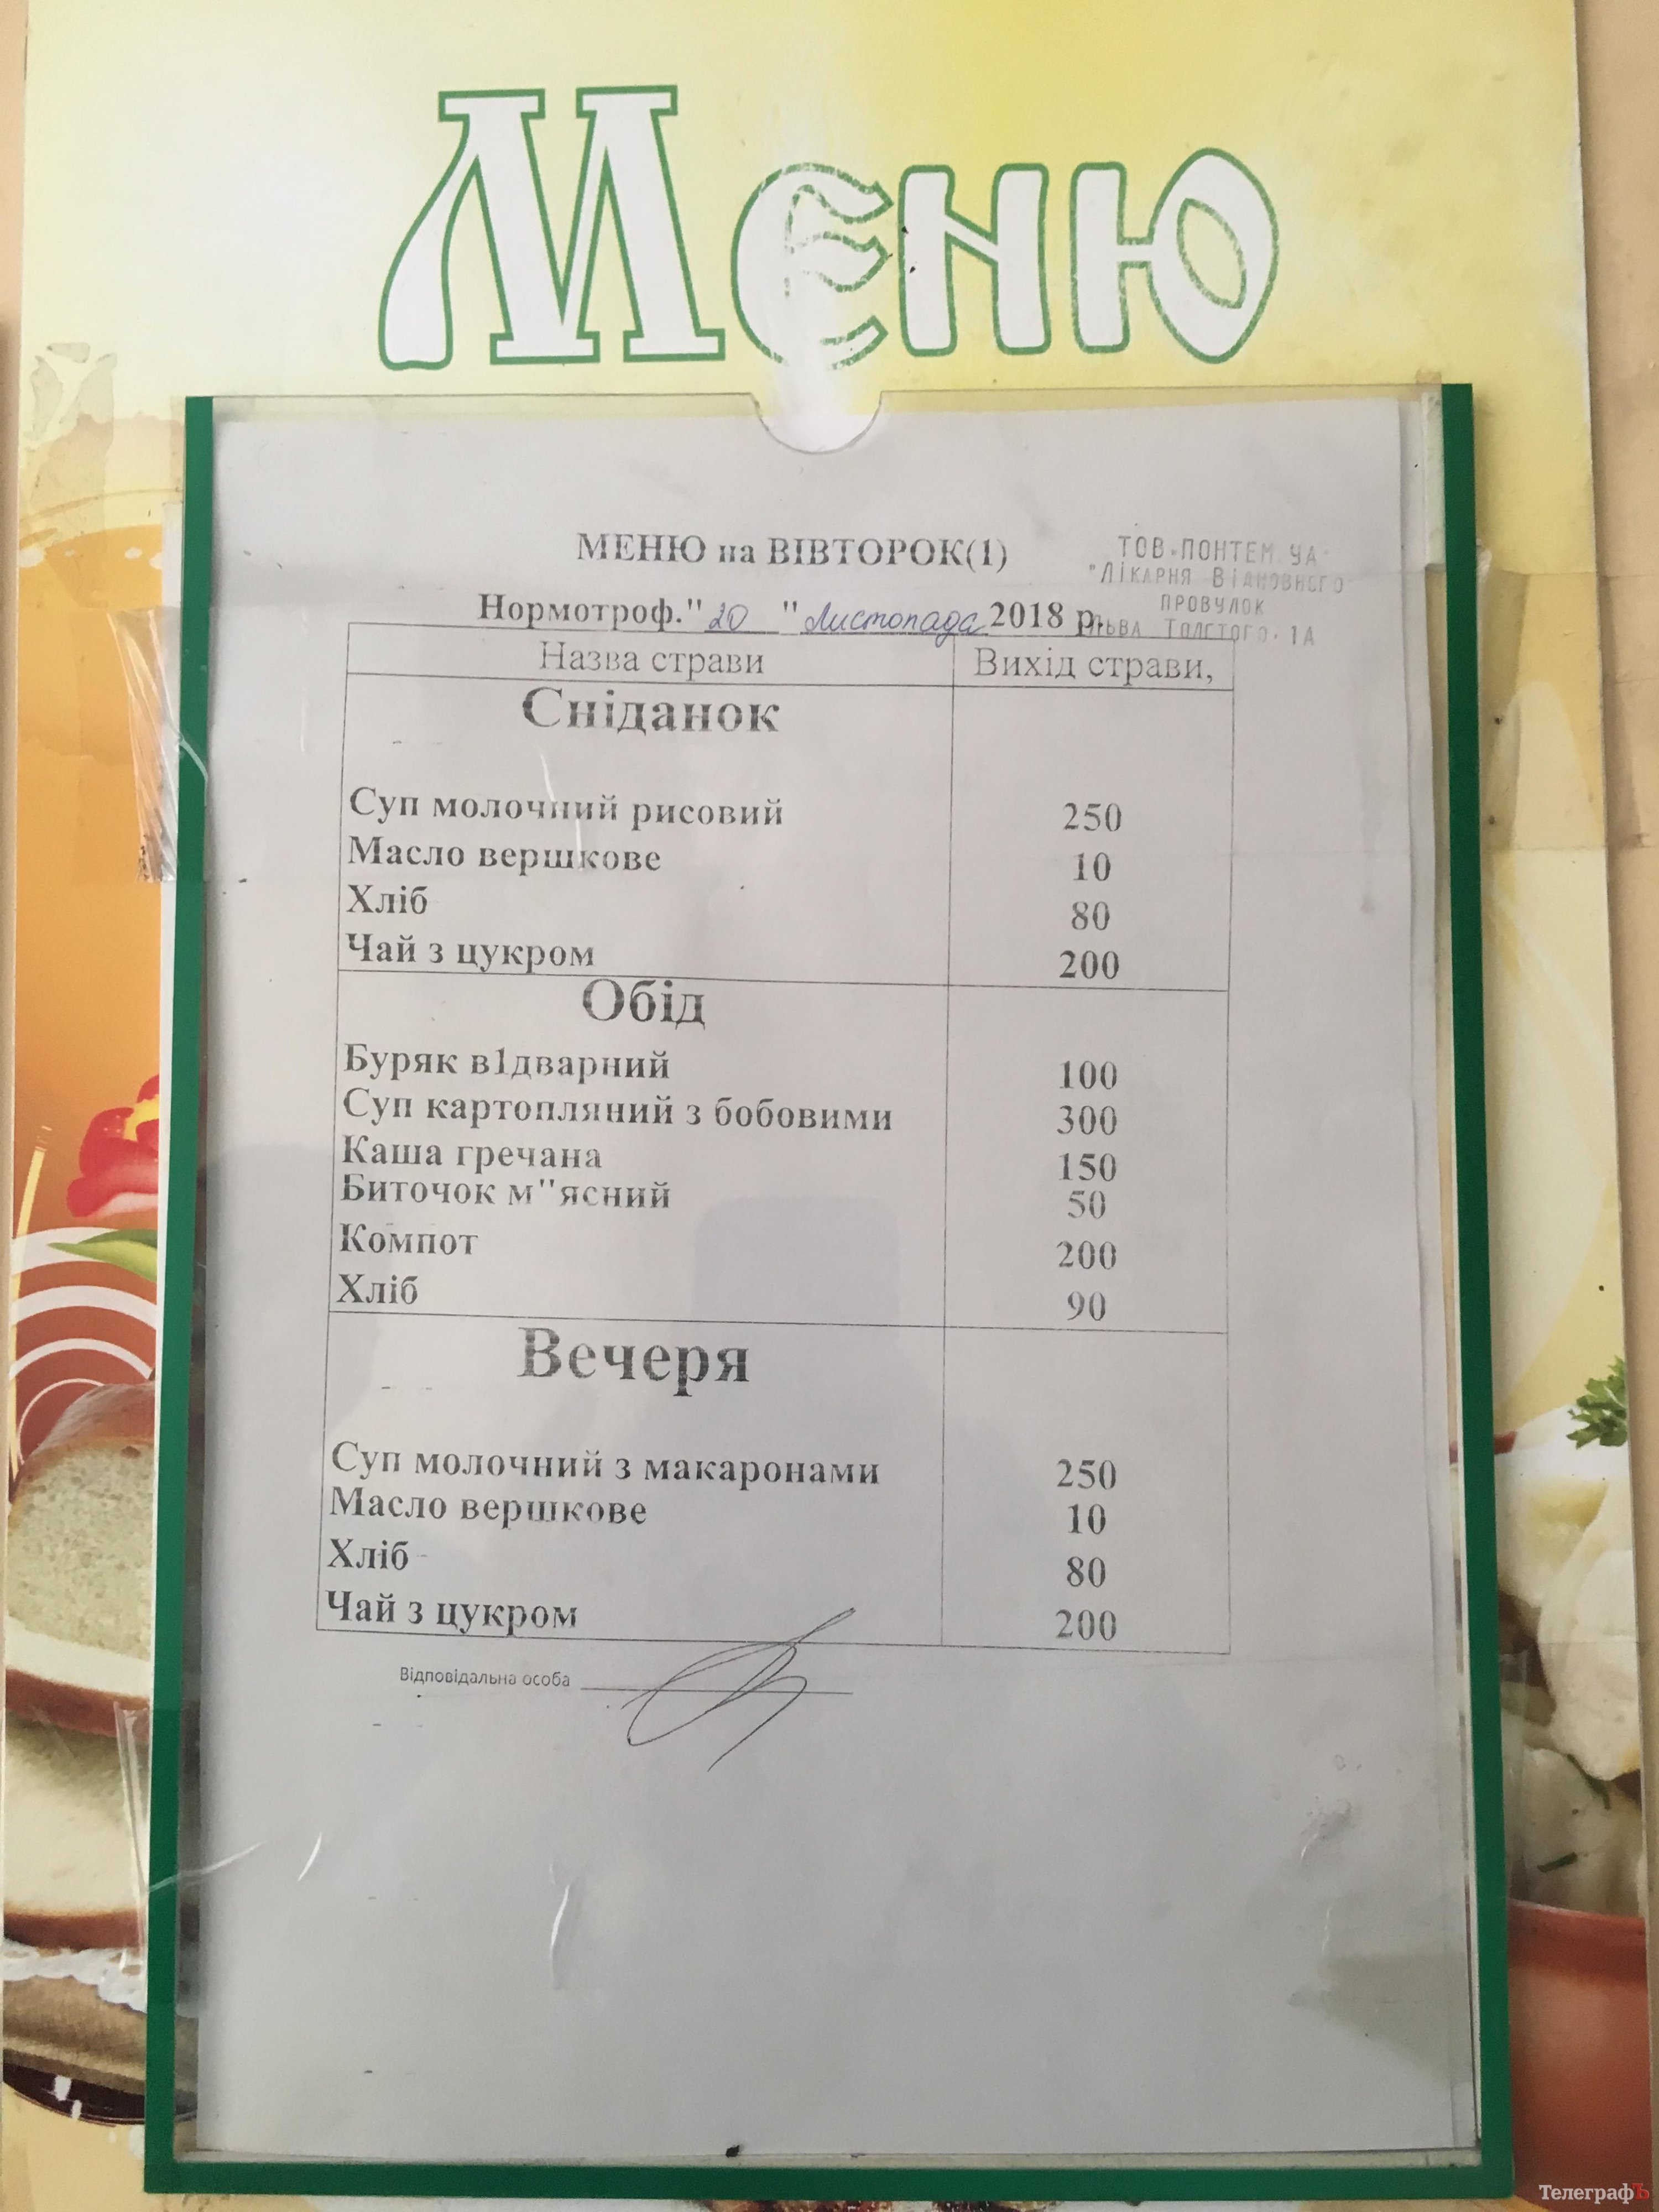 Меню
МЕНЮ на ВІВТОРОК(1)
ТОВ "ПОНТЕМ.УА"
"ЛІКАРНЯ ВІДНОВНОГО
ПРОВУЛОК
ЛЬВА ТОЛСТОГО, 1А
Нормотроф."20 "Листопада 2018 р.
Назва страви Вихід страви,
Сніданок
Суп молочний рисовий 250
Масло вершкове 10
Хліб 80
Чай з цукром 200
Обід
Буряк в1дварний 100
Суп картопляний з бобовими 300
Каша гречана 150
Биточок м"ясний 50
Компот 200
Хліб 90
Вечеря
Суп молочний з макаронами 250
Масло вершкове 10
Хліб 80
Чай з цукром 200
Відповідальна особа
ТелеграфЪ